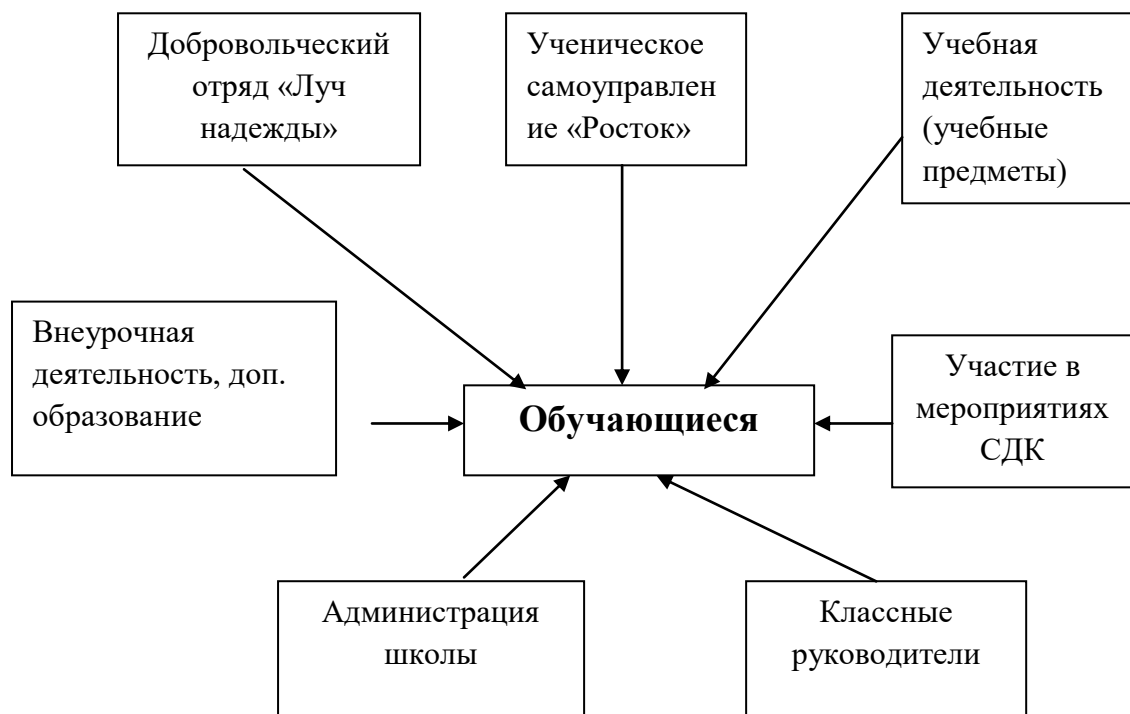 Добровольческий
отряд «Луч
надежды»
Ученическое
самоуправлен
ие «Росток»
Учебная
деятельность
(учебные
предметы)
Внеурочная
деятельность, доп.
образование
Обучающиеся
Участие в
мероприятиях
СДК
Администрация
школы
Классные
руководители